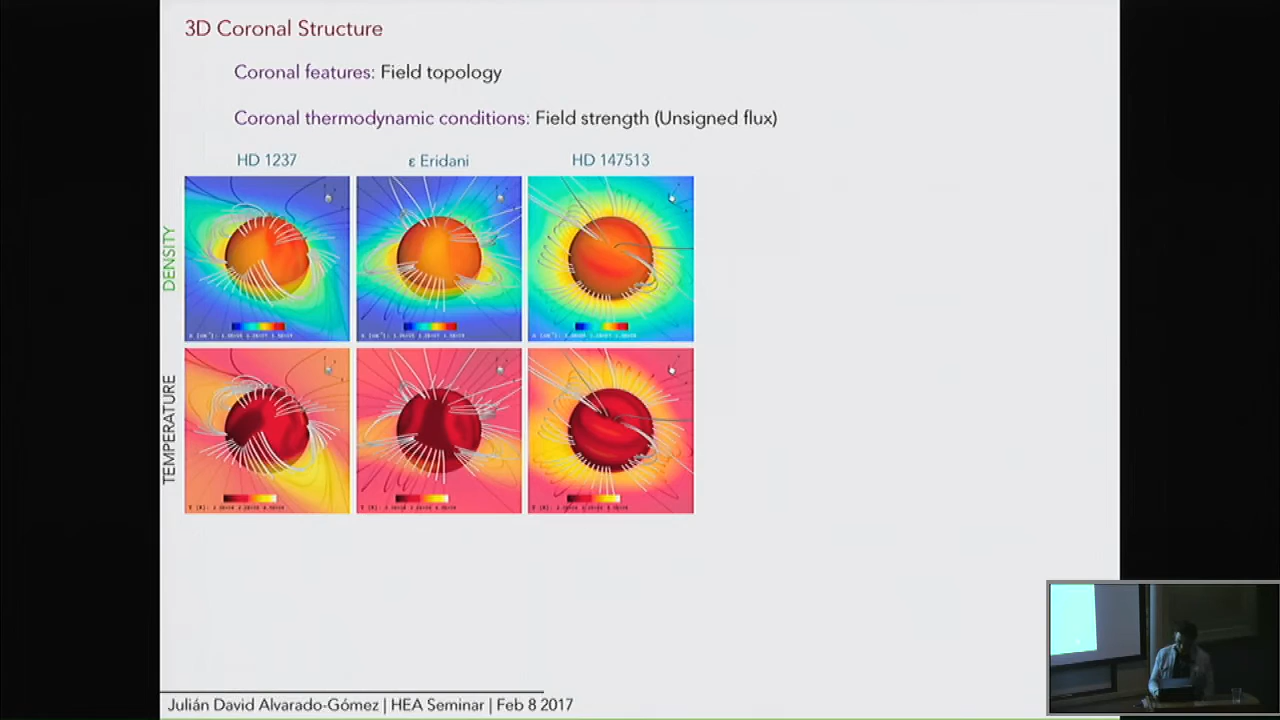 3D Coronal Structure
Coronal features: Field topology
Coronal thermodynamic conditions: Field strength (Unsigned flux)
HD 1237
ε Eridani
HD 147513
DENSITY
TEMPERATURE
Julián David Alvarado-Gómez | HEA Seminar | Feb 8 2017